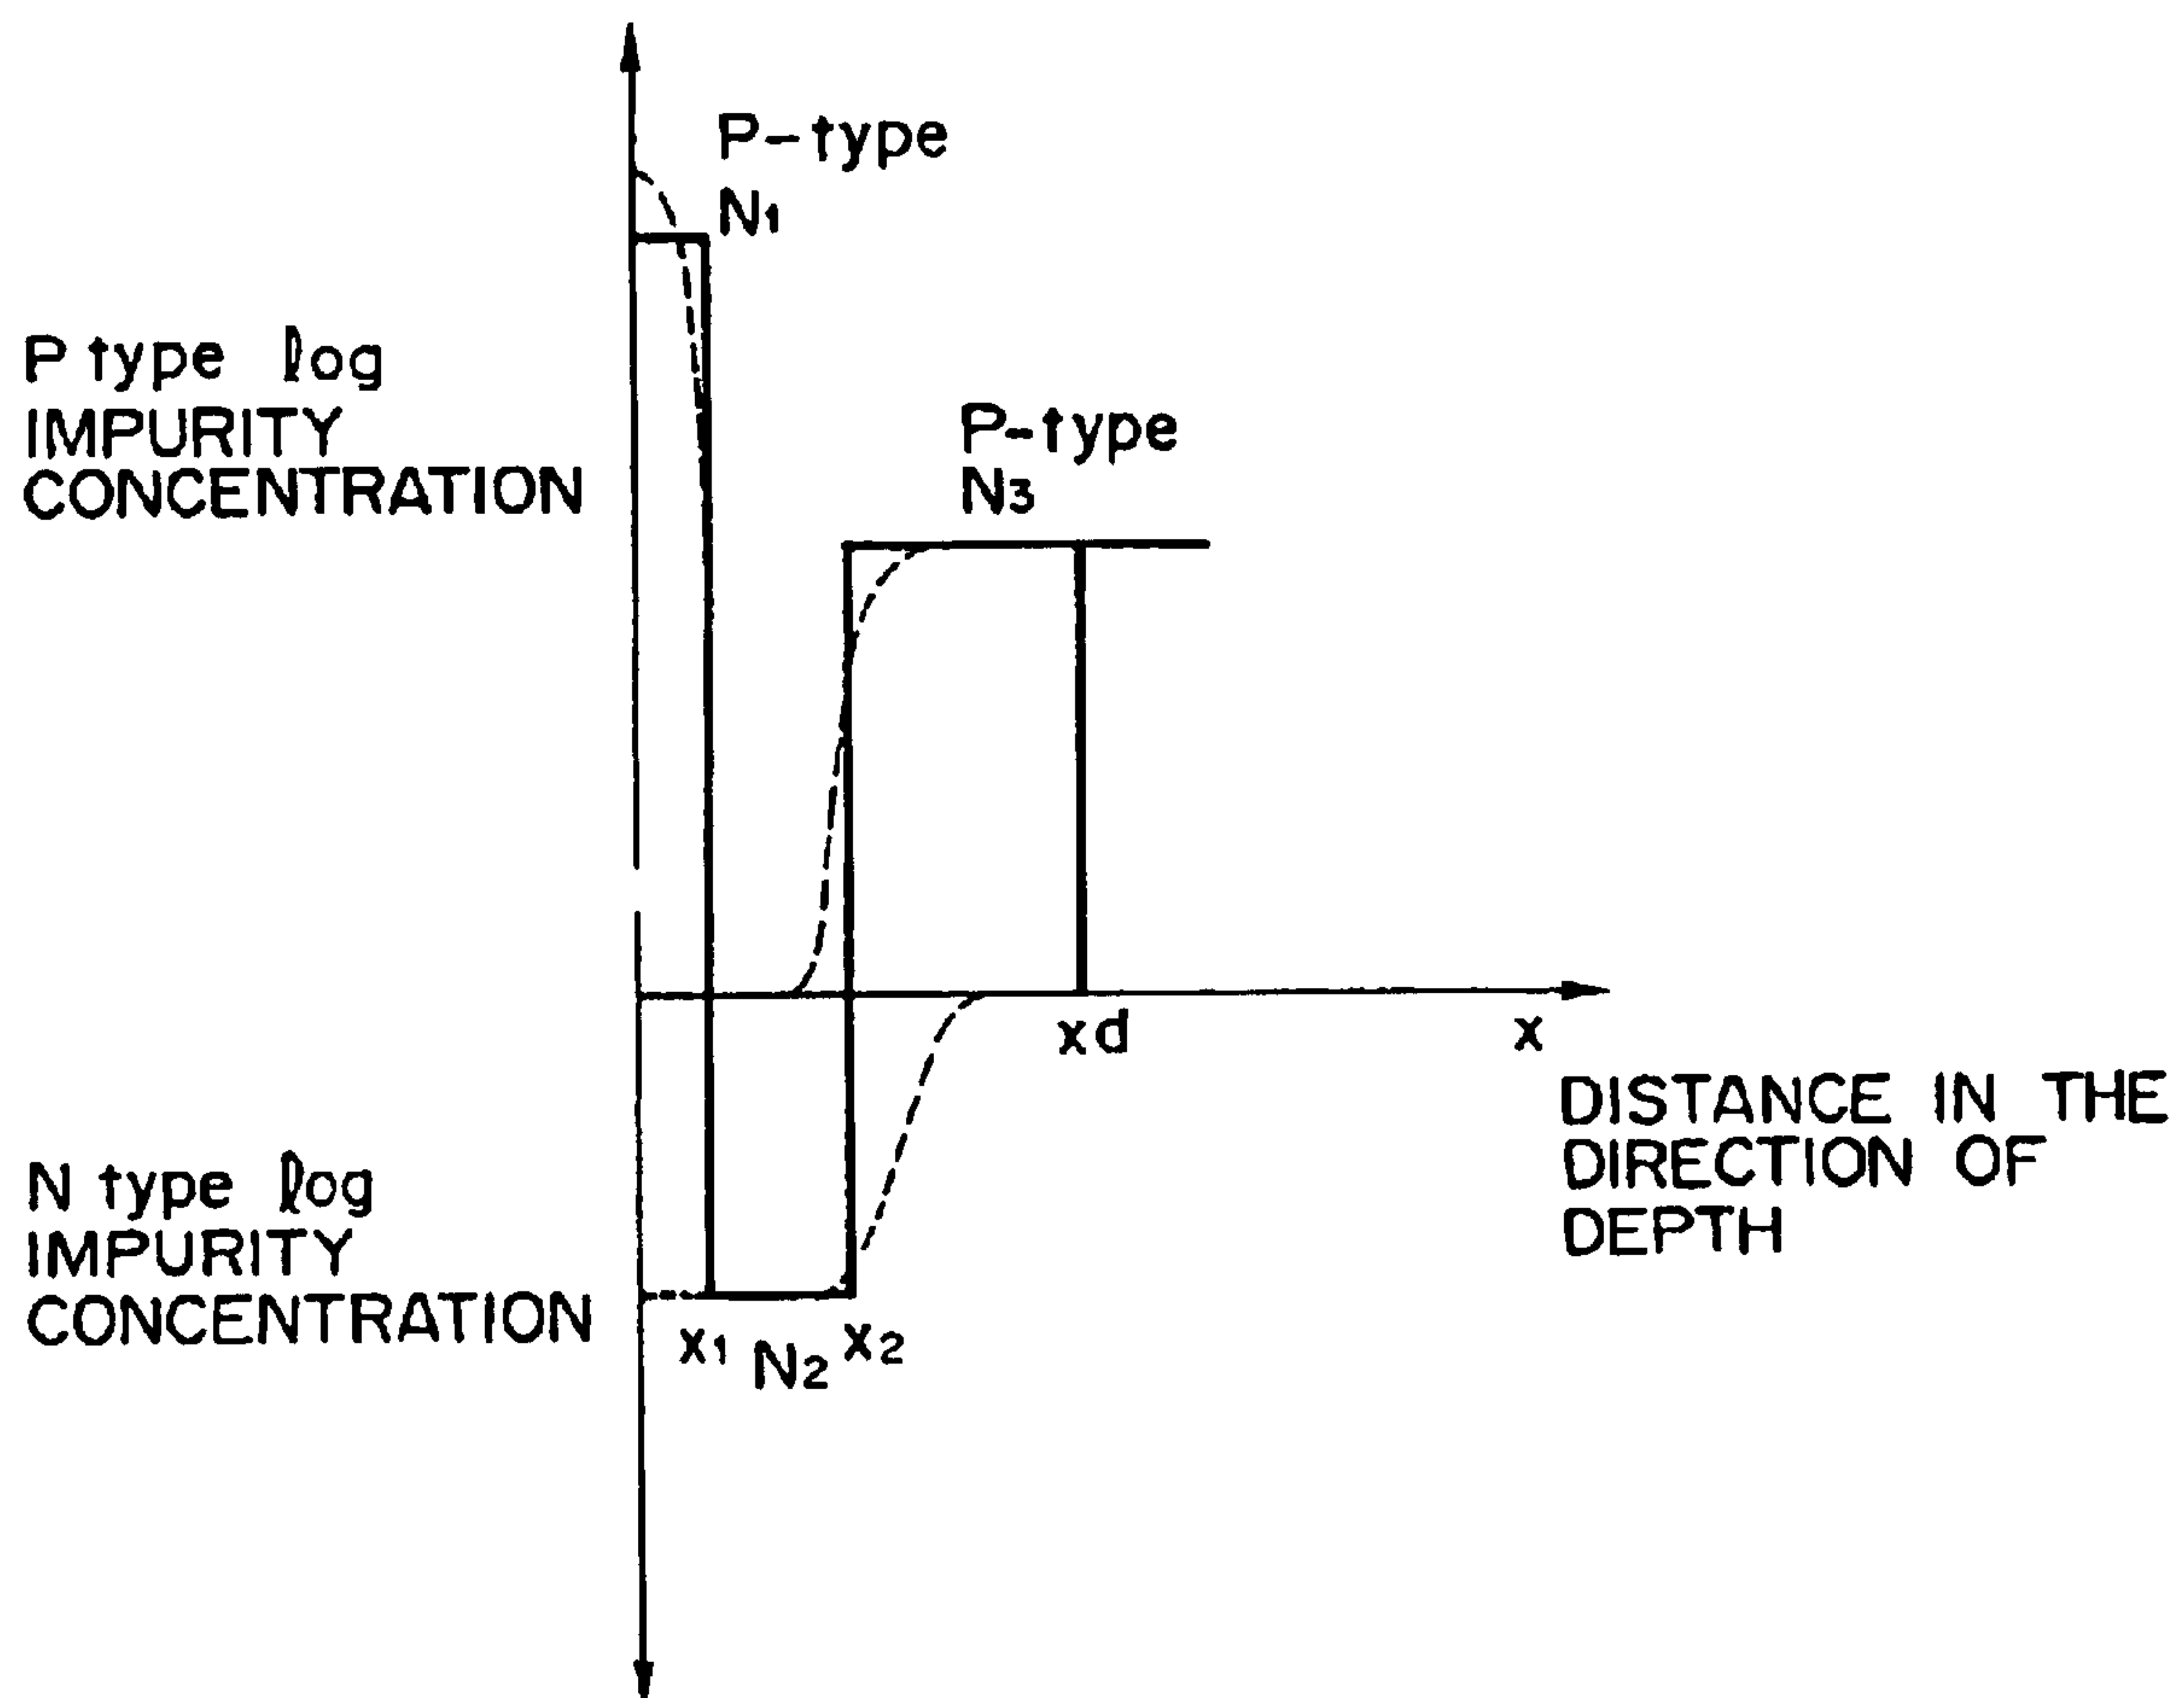 P-type
N1
P type log
IMPURITY
CONCENTRATION
P-type
N3
xd
x
DISTANCE IN THE
DIRECTION OF
DEPTH
N type log
IMPURITY
CONCENTRATION
x1 N2 x2